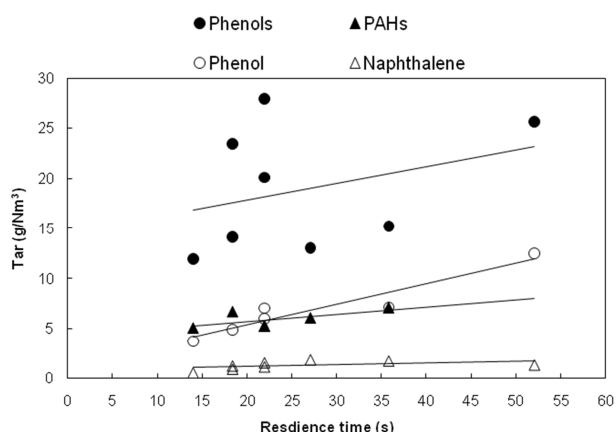 Phenols PAHs
Phenol Naphthalene
30
25
20
15
10
5
0
Tar (g/Nm³)
0 5 10 15 20 25 30 35 40 45 50 55 60
Resdience time (s)